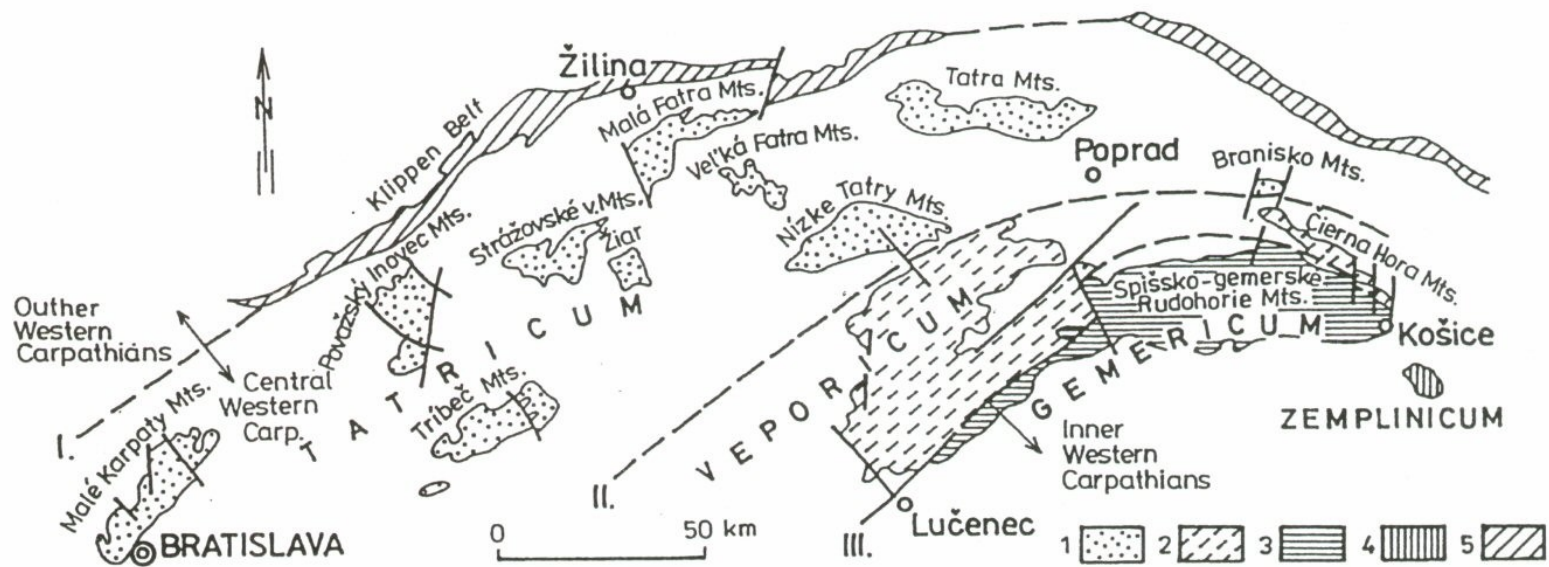 N
Žilina
Klippen Belt
Malá Fatra Mts.
Tatra Mts.
Veľká Fatra Mts.
Poprad
Branisko Mts.
Nízke Tatry Mts.
Strážovské v. Mts.
Žiar
Čierna Hora Mts.
Považský Inovec Mts.
Spišsko-gemerské
Rudohorie Mts.
Košice
Outher
Western
Carpathians
Central
Western
Carp.
TATRICUM
VEPORICUM
GEMERICUM
ZEMPLINICUM
Tríbeč Mts.
Malé Karpaty Mts.
Inner
Western
Carpathians
I.
II.
III.
BRATISLAVA
Lučenec
0 50 km
1 2 3 4 5